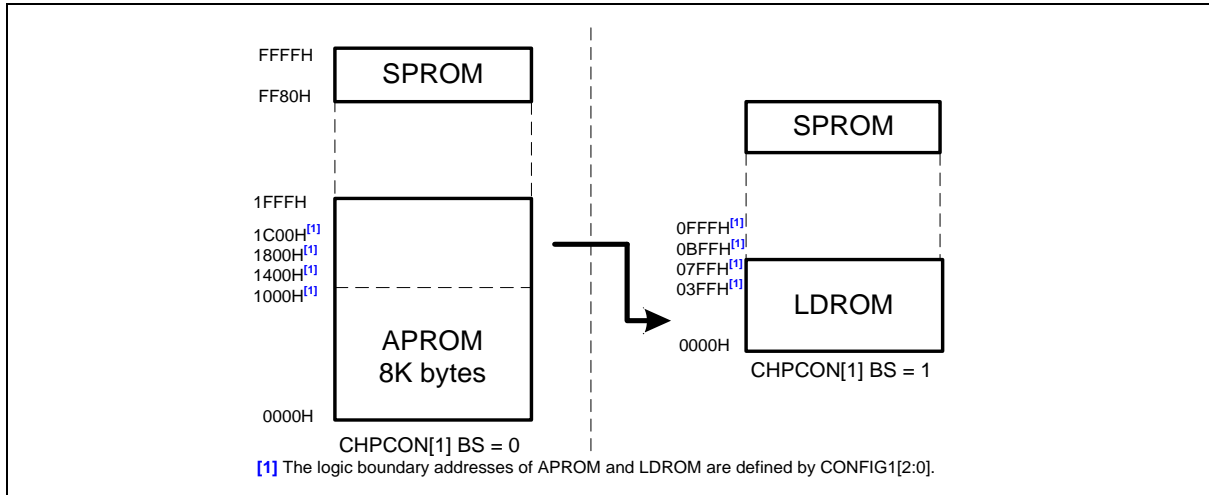 FFFFH
SPROM
FF80H
1FFFH
1C00H[1]
1800H[1]
1400H[1]
1000H[1]
APROM
8K bytes
0000H
CHPCON[1] BS = 0
SPROM
0FFFH[1]
0BFFH[1]
07FFH[1]
03FFH[1]
LDROM
0000H
CHPCON[1] BS = 1
[1] The logic boundary addresses of APROM and LDROM are defined by CONFIG1[2:0].